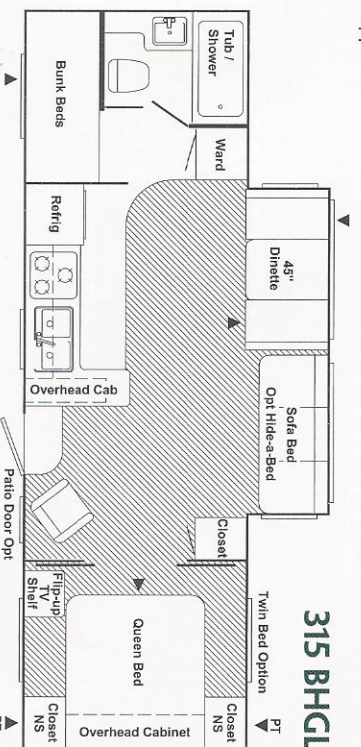 Tub /
Shower
Bunk Beds
Ward
Refrig
45"
Dinette
Sofa Bed
Opt Hide-a-Bed
Overhead Cab
Patio Door Opt
Closet
Flip-up
TV
Shelf
Queen Bed
Twin Bed Option
315 BHGL
Closet
NS
Closet
NS
Overhead Cabinet
PT